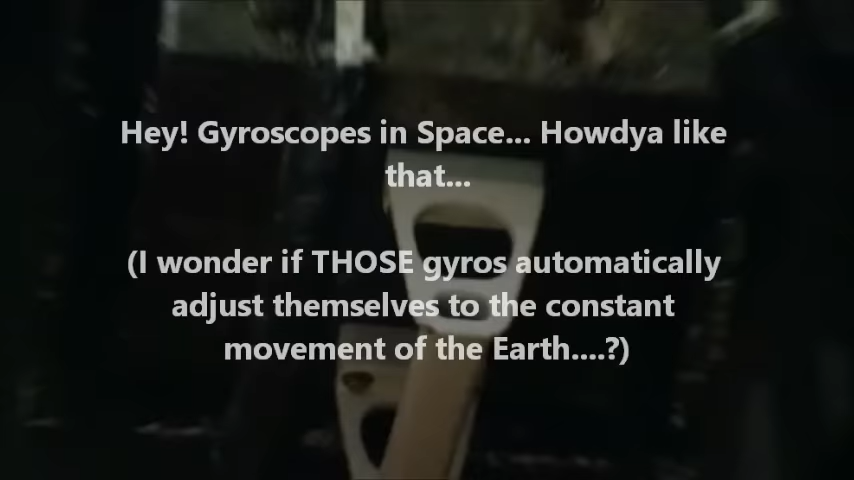 Hey! Gyroscopes in Space... Howdya like
that...
(I wonder if THOSE gyros automatically
adjust themselves to the constant
movement of the Earth....?)